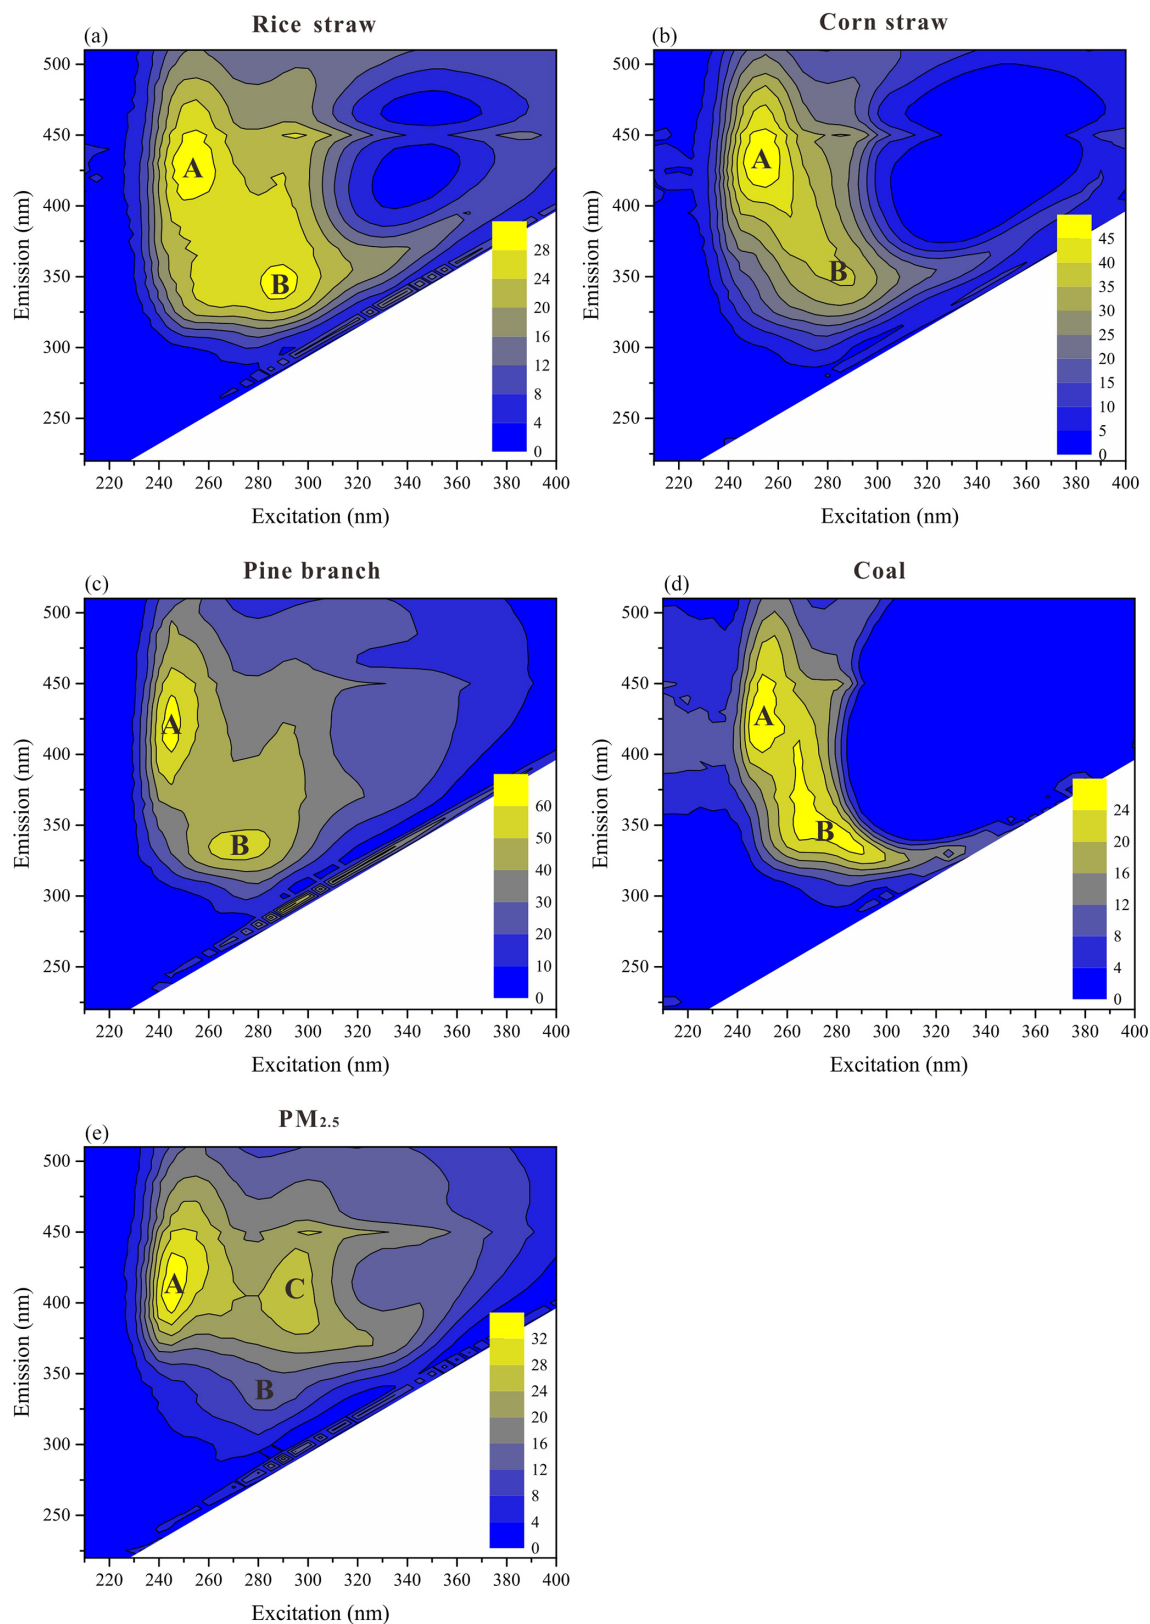 Rice straw
(a)
500
450
400
350
300
250
Emission (nm)
A
B
28
24
20
16
12
8
4
0
220 240 260 280 300 320 340 360 380 400
Excitation (nm)
Corn straw
(b)
500
450
400
350
300
250
Emission (nm)
A
B
45
40
35
30
25
20
15
10
5
0
220 240 260 280 300 320 340 360 380 400
Excitation (nm)
Pine branch
(c)
500
450
400
350
300
250
Emission (nm)
A
B
60
50
40
30
20
10
0
220 240 260 280 300 320 340 360 380 400
Excitation (nm)
Coal
(d)
500
450
400
350
300
250
Emission (nm)
A
B
24
20
16
12
8
4
0
220 240 260 280 300 320 340 360 380 400
Excitation (nm)
PM2.5
(e)
500
450
400
350
300
250
Emission (nm)
A
C
B
32
28
24
20
16
12
8
4
0
220 240 260 280 300 320 340 360 380 400
Excitation (nm)